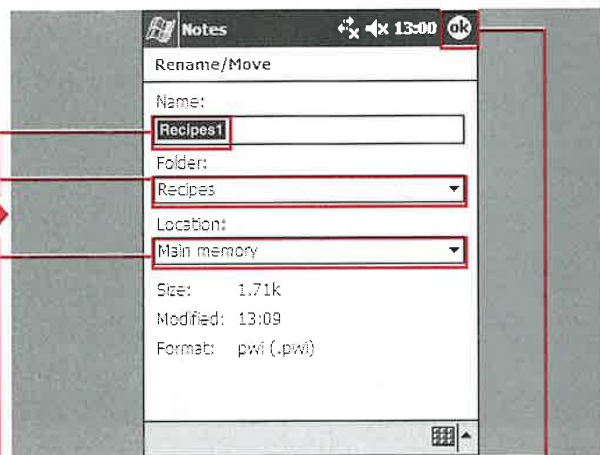 Notes 13:00 ok
Rename/Move
Name:
Recipes1
Folder:
Recipes
Location:
Main memory
Size: 1.71k
Modified: 13:09
Format: pwi (.pwi)